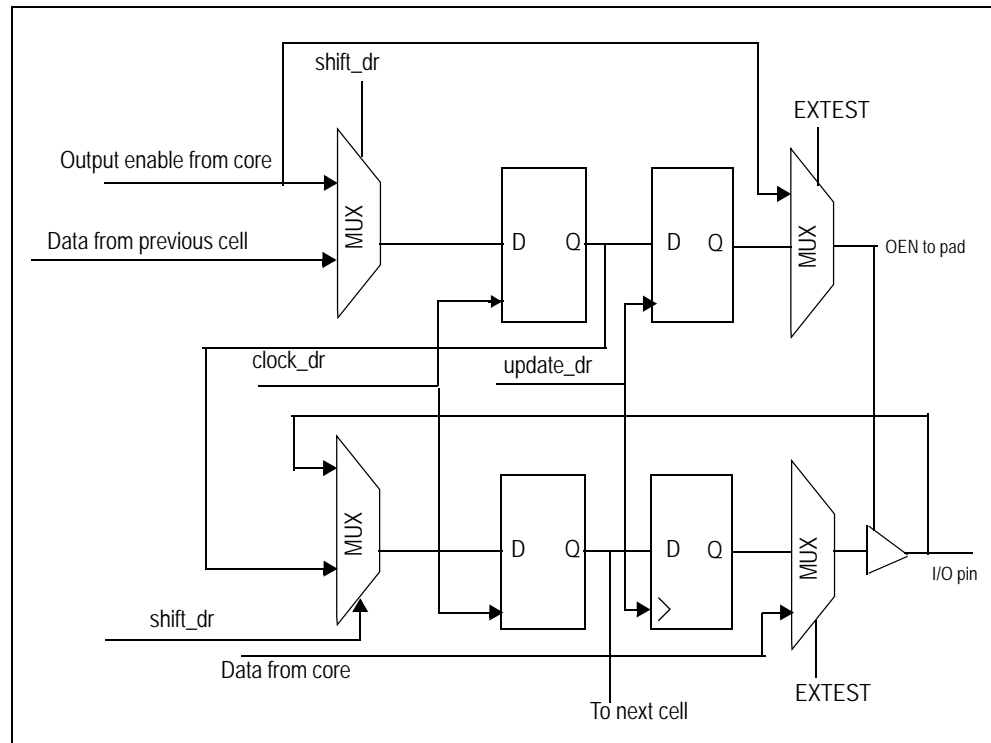 shift_dr
EXTEST
Output enable from core
MUX
D Q
D Q
MUX
Data from previous cell
OEN to pad
clock_dr
update_dr
MUX
D Q
D Q
MUX
I/O pin
shift_dr
Data from core
EXTEST
To next cell